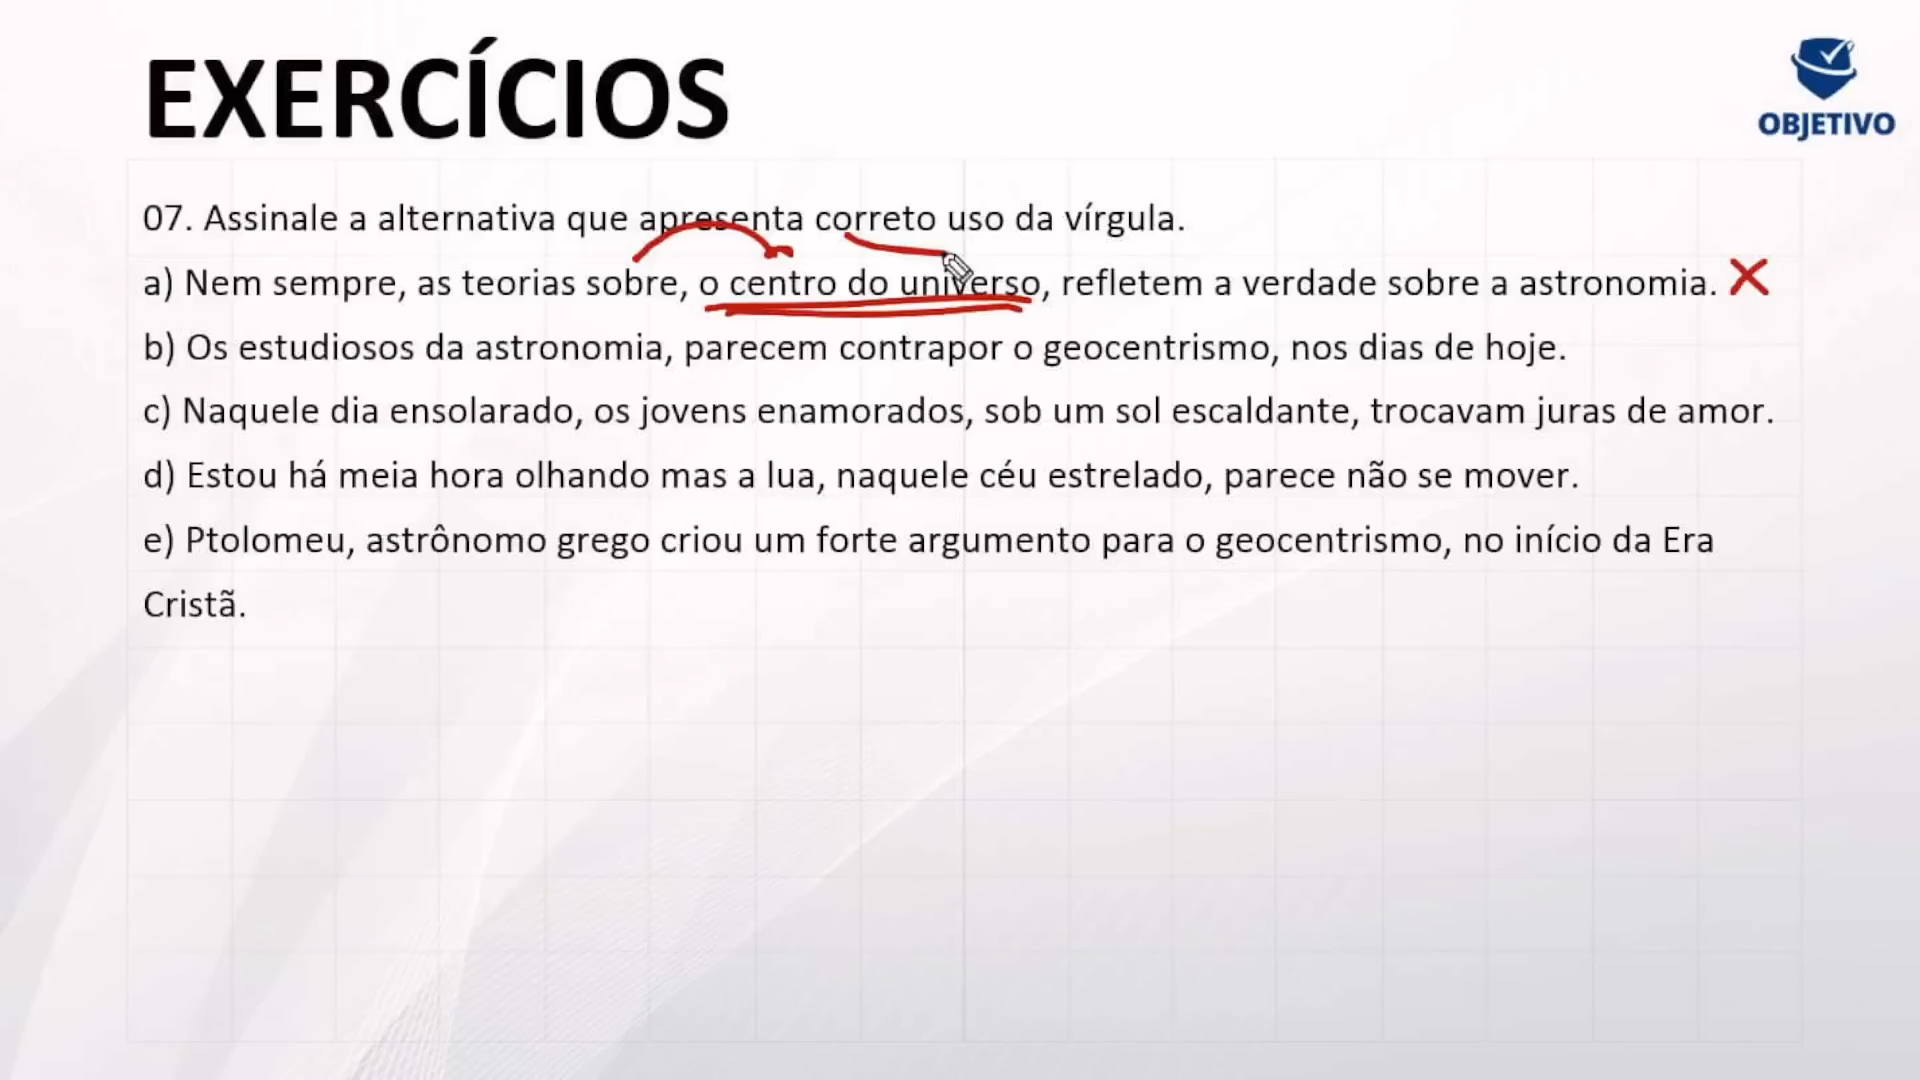 EXERCÍCIOS
OBJETIVO
07. Assinale a alternativa que apresenta correto uso da vírgula.
a) Nem sempre, as teorias sobre, o centro do universo, refletem a verdade sobre a astronomia.
b) Os estudiosos da astronomia, parecem contrapor o geocentrismo, nos dias de hoje.
c) Naquele dia ensolarado, os jovens enamorados, sob um sol escaldante, trocavam juras de amor.
d) Estou há meia hora olhando mas a lua, naquele céu estrelado, parece não se mover.
e) Ptolomeu, astrônomo grego criou um forte argumento para o geocentrismo, no início da Era
Cristã.